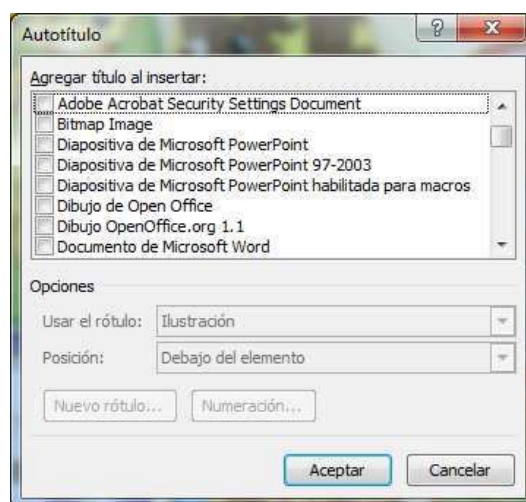 Autotítulo
Agregar título al insertar:
Adobe Acrobat Security Settings Document
Bitmap Image
Diapositiva de Microsoft PowerPoint
Diapositiva de Microsoft PowerPoint 97-2003
Diapositiva de Microsoft PowerPoint habilitada para macros
Dibujo de Open Office
Dibujo OpenOffice.org 1.1
Documento de Microsoft Word
Opciones
Usar el rótulo: Ilustración
Posición: Debajo del elemento
Nuevo rótulo... Numeración...
Aceptar Cancelar